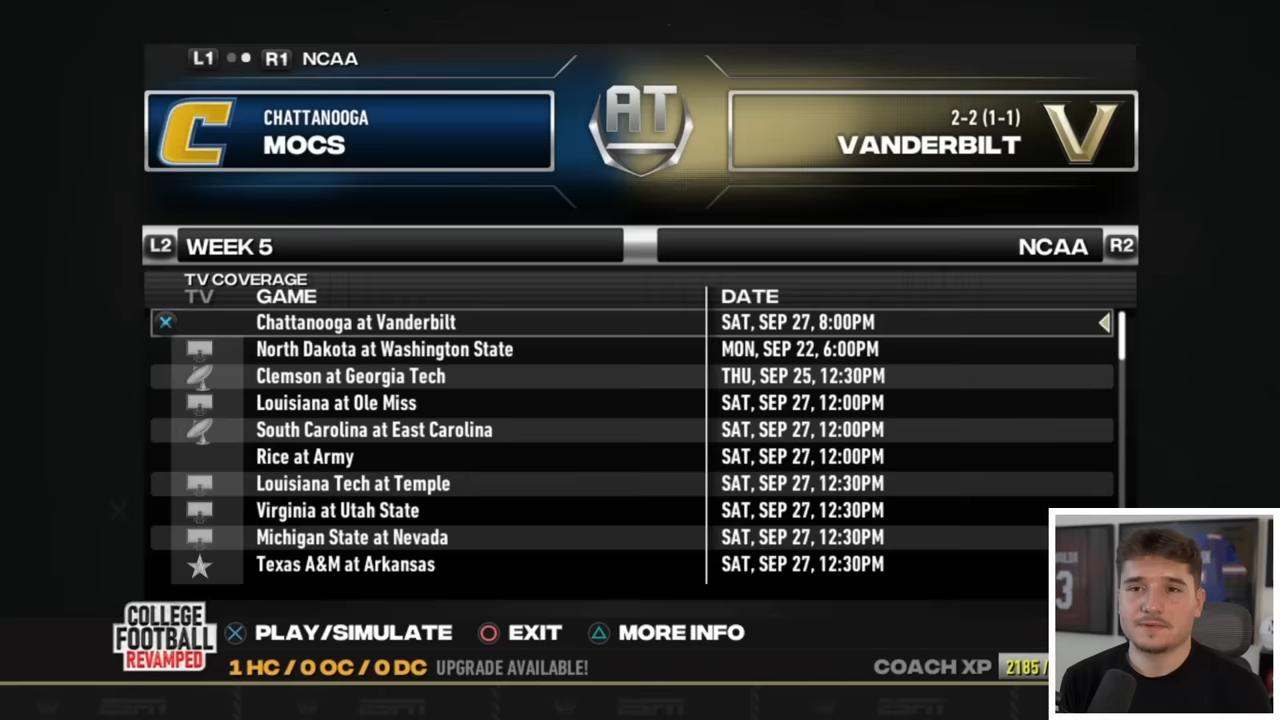 L1 R1 NCAA
CHATTANOOGA
MOCS
AT
2-2 (1-1)
VANDERBILT
L2 WEEK 5
NCAA R2
TV COVERAGE
TV GAME DATE
Chattanooga at Vanderbilt SAT, SEP 27, 8:00PM
North Dakota at Washington State MON, SEP 22, 6:00PM
Clemson at Georgia Tech THU, SEP 25, 12:30PM
Louisiana at Ole Miss SAT, SEP 27, 12:00PM
South Carolina at East Carolina SAT, SEP 27, 12:00PM
Rice at Army SAT, SEP 27, 12:00PM
Louisiana Tech at Temple SAT, SEP 27, 12:30PM
Virginia at Utah State SAT, SEP 27, 12:30PM
Michigan State at Nevada SAT, SEP 27, 12:30PM
Texas A&M at Arkansas SAT, SEP 27, 12:30PM
COLLEGE
FOOTBALL
REVAMPED
PLAY/SIMULATE EXIT MORE INFO
1 HC / 0 OC / 0 DC UPGRADE AVAILABLE!
COACH XP 2185/